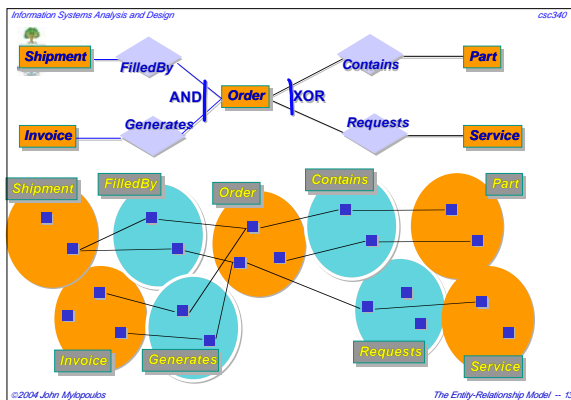 Information Systems Analysis and Design csc340
Shipment FilledBy Contains Part
AND Order XOR
Invoice Generates Requests Service
Shipment FilledBy Order Contains Part
Invoice Generates Requests Service
©2004 John Mylopoulos The Entity-Relationship Model -- 13